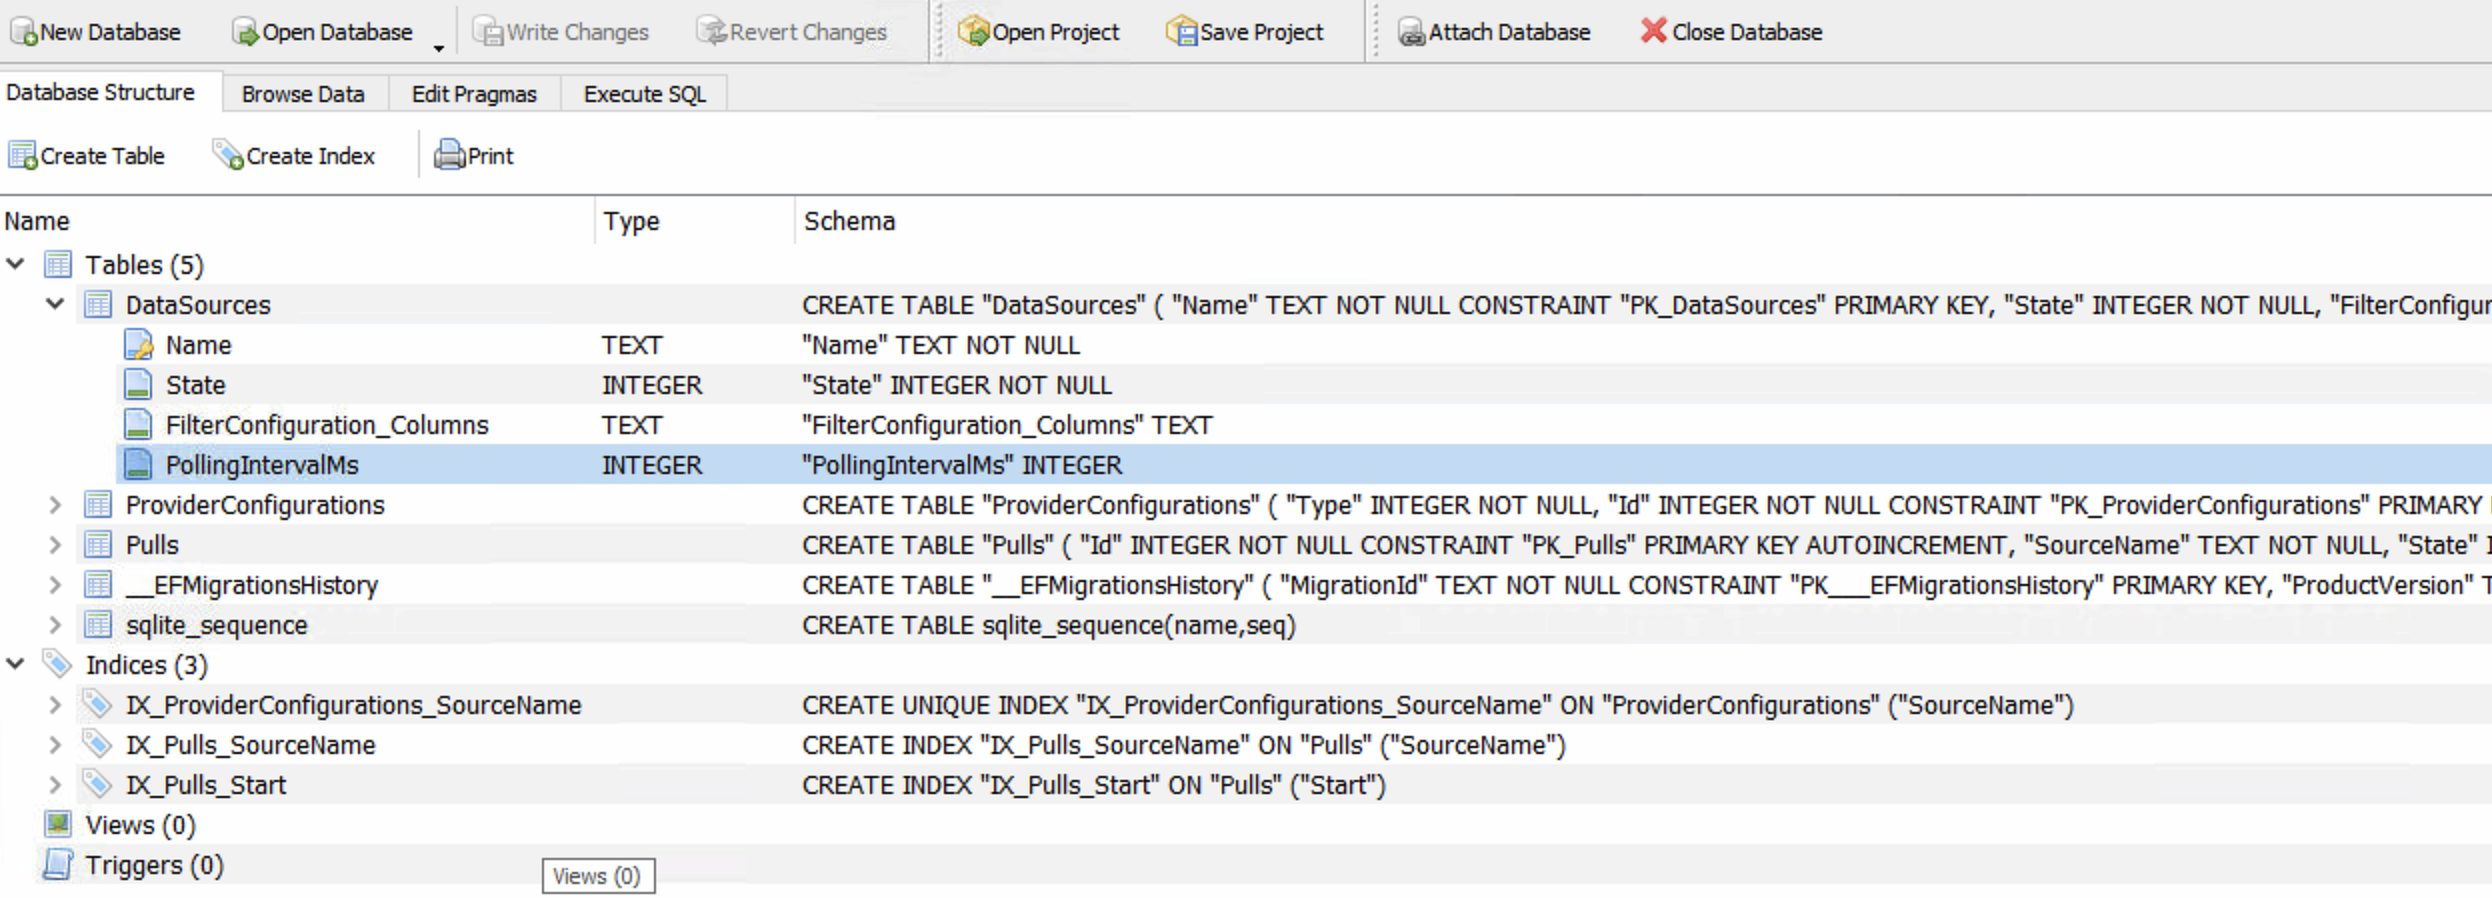 New Database Open Database Write Changes Revert Changes Open Project Save Project Attach Database Close Database
Database Structure Browse Data Edit Pragmas Execute SQL
Create Table Create Index Print
Name Type Schema
Tables (5)
DataSources CREATE TABLE "DataSources" ( "Name" TEXT NOT NULL CONSTRAINT "PK_DataSources" PRIMARY KEY, "State" INTEGER NOT NULL, "FilterConfigur
Name TEXT "Name" TEXT NOT NULL
State INTEGER "State" INTEGER NOT NULL
FilterConfiguration_Columns TEXT "FilterConfiguration_Columns" TEXT
PollingIntervalMs INTEGER "PollingIntervalMs" INTEGER
ProviderConfigurations CREATE TABLE "ProviderConfigurations" ( "Type" INTEGER NOT NULL, "Id" INTEGER NOT NULL CONSTRAINT "PK_ProviderConfigurations" PRIMARY
Pulls CREATE TABLE "Pulls" ( "Id" INTEGER NOT NULL CONSTRAINT "PK_Pulls" PRIMARY KEY AUTOINCREMENT, "SourceName" TEXT NOT NULL, "State"
__EFMigrationsHistory CREATE TABLE "__EFMigrationsHistory" ( "MigrationId" TEXT NOT NULL CONSTRAINT "PK___EFMigrationsHistory" PRIMARY KEY, "ProductVersion" T
sqlite_sequence CREATE TABLE sqlite_sequence(name,seq)
Indices (3)
IX_ProviderConfigurations_SourceName CREATE UNIQUE INDEX "IX_ProviderConfigurations_SourceName" ON "ProviderConfigurations" ("SourceName")
IX_Pulls_SourceName CREATE INDEX "IX_Pulls_SourceName" ON "Pulls" ("SourceName")
IX_Pulls_Start CREATE INDEX "IX_Pulls_Start" ON "Pulls" ("Start")
Views (0)
Triggers (0)
Views (0)